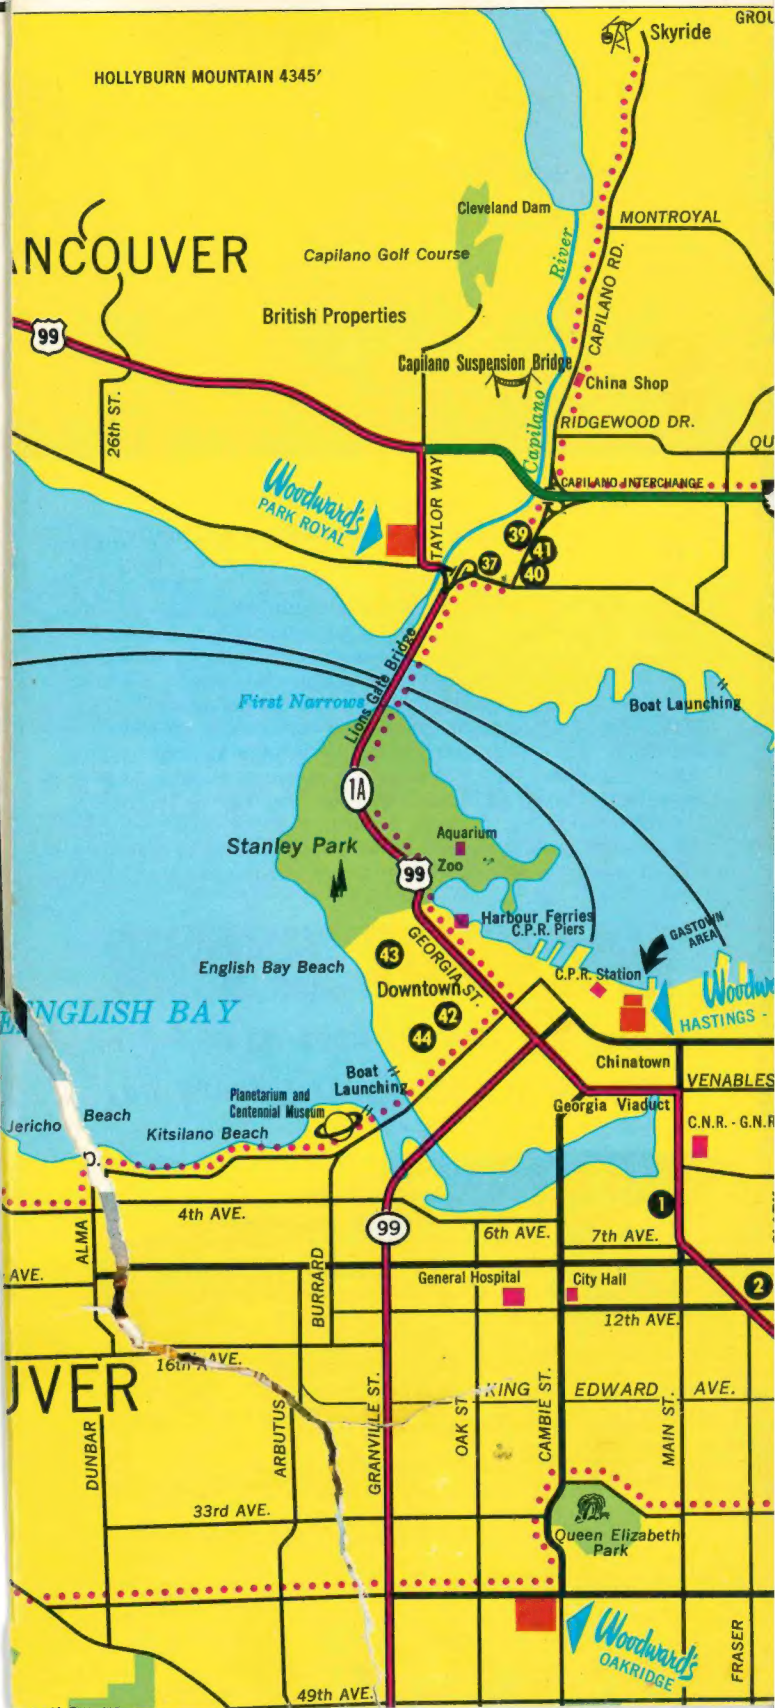 GROU
Skyride
HOLLYBURN MOUNTAIN 4345'
Cleveland Dam
MONTROYAL
ANCOUVER
Capilano Golf Course
River
CAPILANO RD.
British Properties
99
Capilano Suspension Bridge
China Shop
26th ST.
Capilano
RIDGEWOOD DR.
QU
Woodward's
PARK ROYAL
TAYLOR WAY
CAPILANO INTERCHANGE
39
41
37
40
Lions Gate Bridge
First Narrows
Boat Launching
1A
Stanley Park
Aquarium
Zoo
99
Harbour Ferries
C.P.R. Piers
GASTOWN
AREA
GEORGIA ST.
43
English Bay Beach
C.P.R. Station
Downtown
Woodwa
HASTINGS -
ENGLISH BAY
42
44
Chinatown
Boat
Launching
VENABLES
Planetarium and
Centennial Museum
Georgia Viaduct
C.N.R. - G.N.R
Jericho Beach
Kitsilano Beach
1
4th AVE.
ALMA
99
6th AVE.
7th AVE.
AVE.
BURRARD
General Hospital
City Hall
2
12th AVE.
16th AVE.
UVER
KING EDWARD AVE.
DUNBAR
ARBUTUS
GRANVILLE ST.
OAK ST.
CAMBIE ST.
MAIN ST.
33rd AVE.
Queen Elizabeth
Park
Woodward's
OAKRIDGE
FRASER
49th AVE.